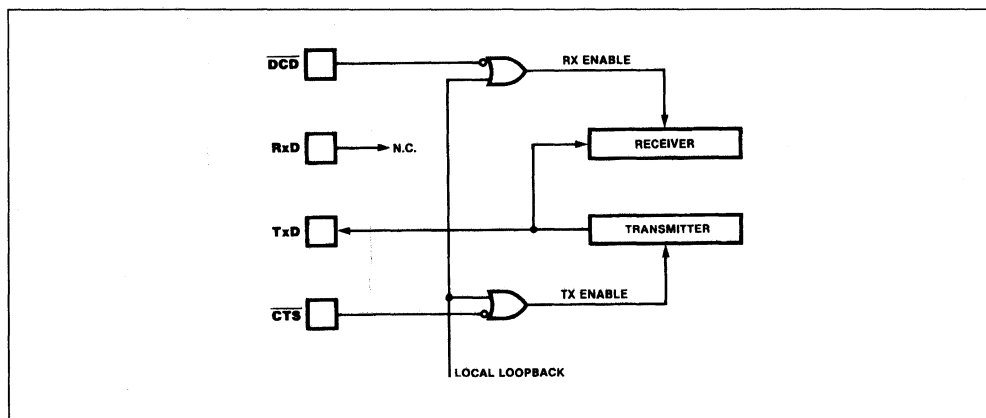 DCD
RX ENABLE
RxD
N.C.
RECEIVER
TxD
TRANSMITTER
TX ENABLE
CTS
LOCAL LOOPBACK